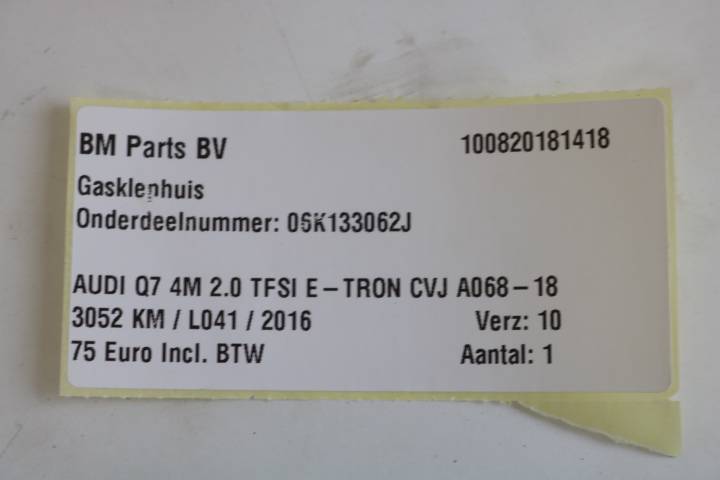 BM Parts BV 100820181418
Gasklephuis
Onderdeelnummer: 06K133062J
AUDI Q7 4M 2.0 TFSI E-TRON CVJ A068-18
3052 KM / L041 / 2016 Verz: 10
75 Euro Incl. BTW Aantal: 1